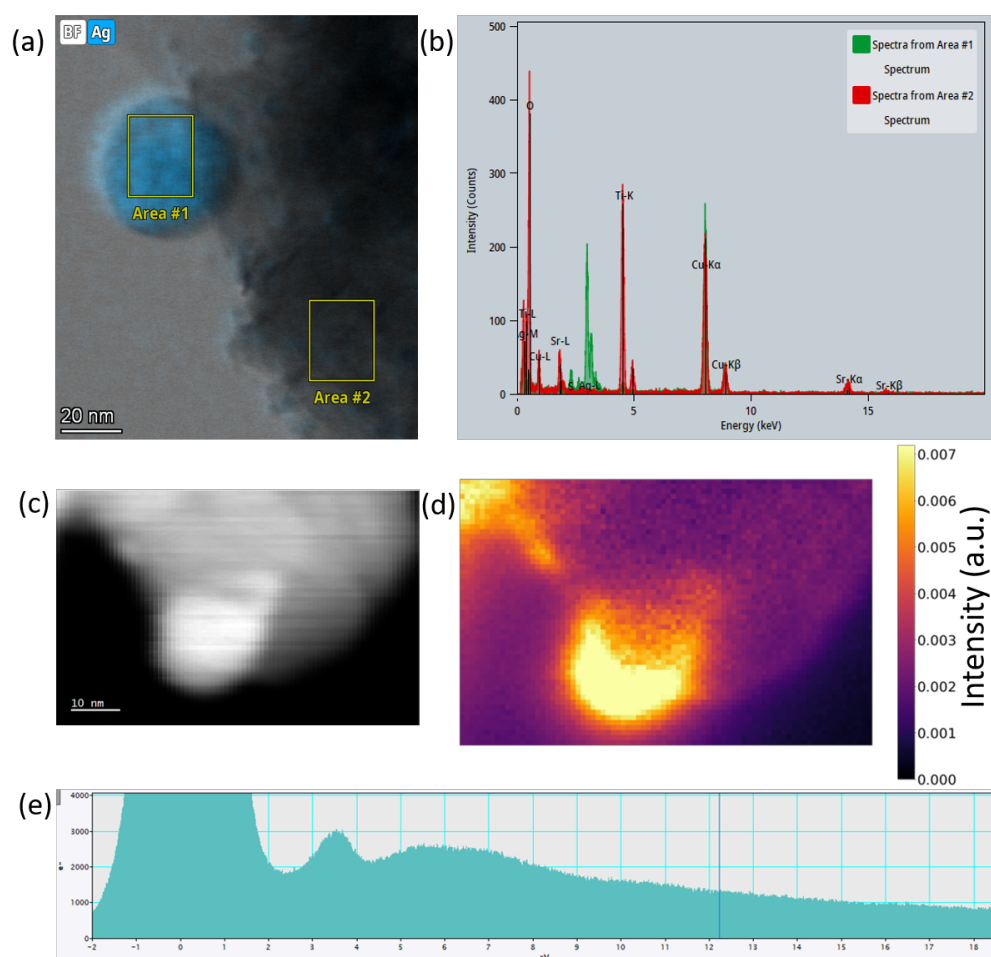 (a)
BF Ag
Area #1
Area #2
20 nm
(b)
Spectra from Area #1
Spectrum
Spectra from Area #2
Spectrum
500
400
300
200
100
0
Intensity (Counts)
O
Ti-L
Ag-M
Cu-L
Sr-L
Ti-K
Cu-Kα
Cu-Kβ
Sr-Kα
Sr-Kβ
0 5 10 15
Energy (keV)
(c)
10 nm
(d)
0.007
0.006
0.005
0.004
0.003
0.002
0.001
0.000
Intensity (a.u.)
(e)
4000
3000
2000
1000
0
e-
-2 -1 0 1 2 3 4 5 6 7 8 9 10 11 12 13 14 15 16 17 18